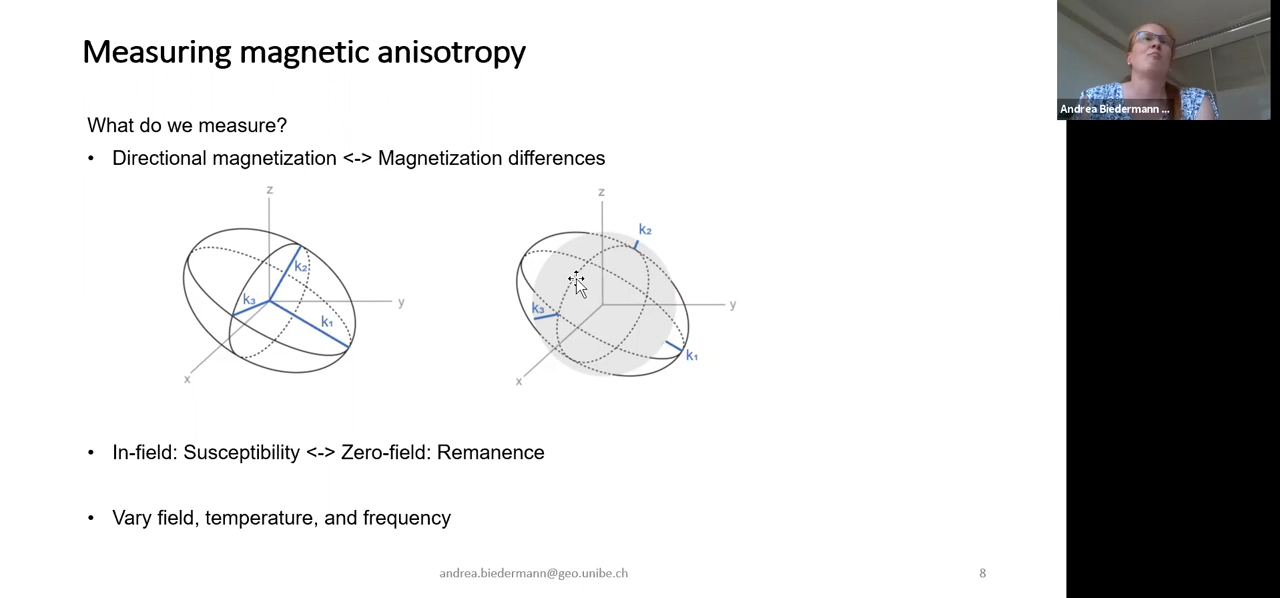 Measuring magnetic anisotropy
Andrea Biedermann ...
What do we measure?
• Directional magnetization <-> Magnetization differences
z
k₂
k₃
k₁
y
x
z
k₂
k₃
k₁
y
x
• In-field: Susceptibility <-> Zero-field: Remanence
• Vary field, temperature, and frequency
andrea.biedermann@geo.unibe.ch
8